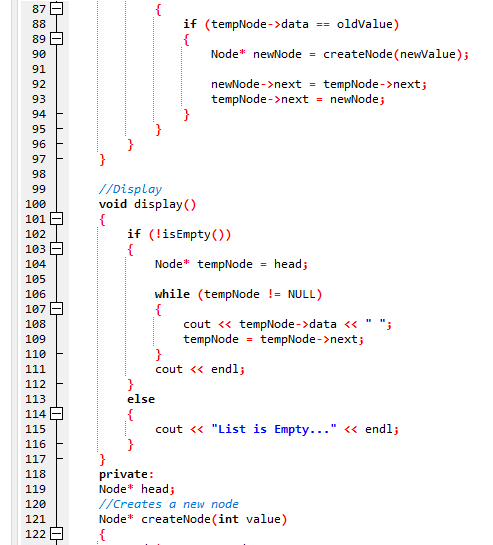 87 {
88 if (tempNode->data == oldValue)
89 {
90 Node* newNode = createNode(newValue);
91
92 newNode->next = tempNode->next;
93 tempNode->next = newNode;
94 }
95 }
96 }
97 }
98
99 //Display
100 void display()
101 {
102 if (!isEmpty())
103 {
104 Node* tempNode = head;
105
106 while (tempNode != NULL)
107 {
108 cout << tempNode->data << " ";
109 tempNode = tempNode->next;
110 }
111 cout << endl;
112 }
113 else
114 {
115 cout << "List is Empty..." << endl;
116 }
117 }
118 private:
119 Node* head;
120 //Creates a new node
121 Node* createNode(int value)
122 {